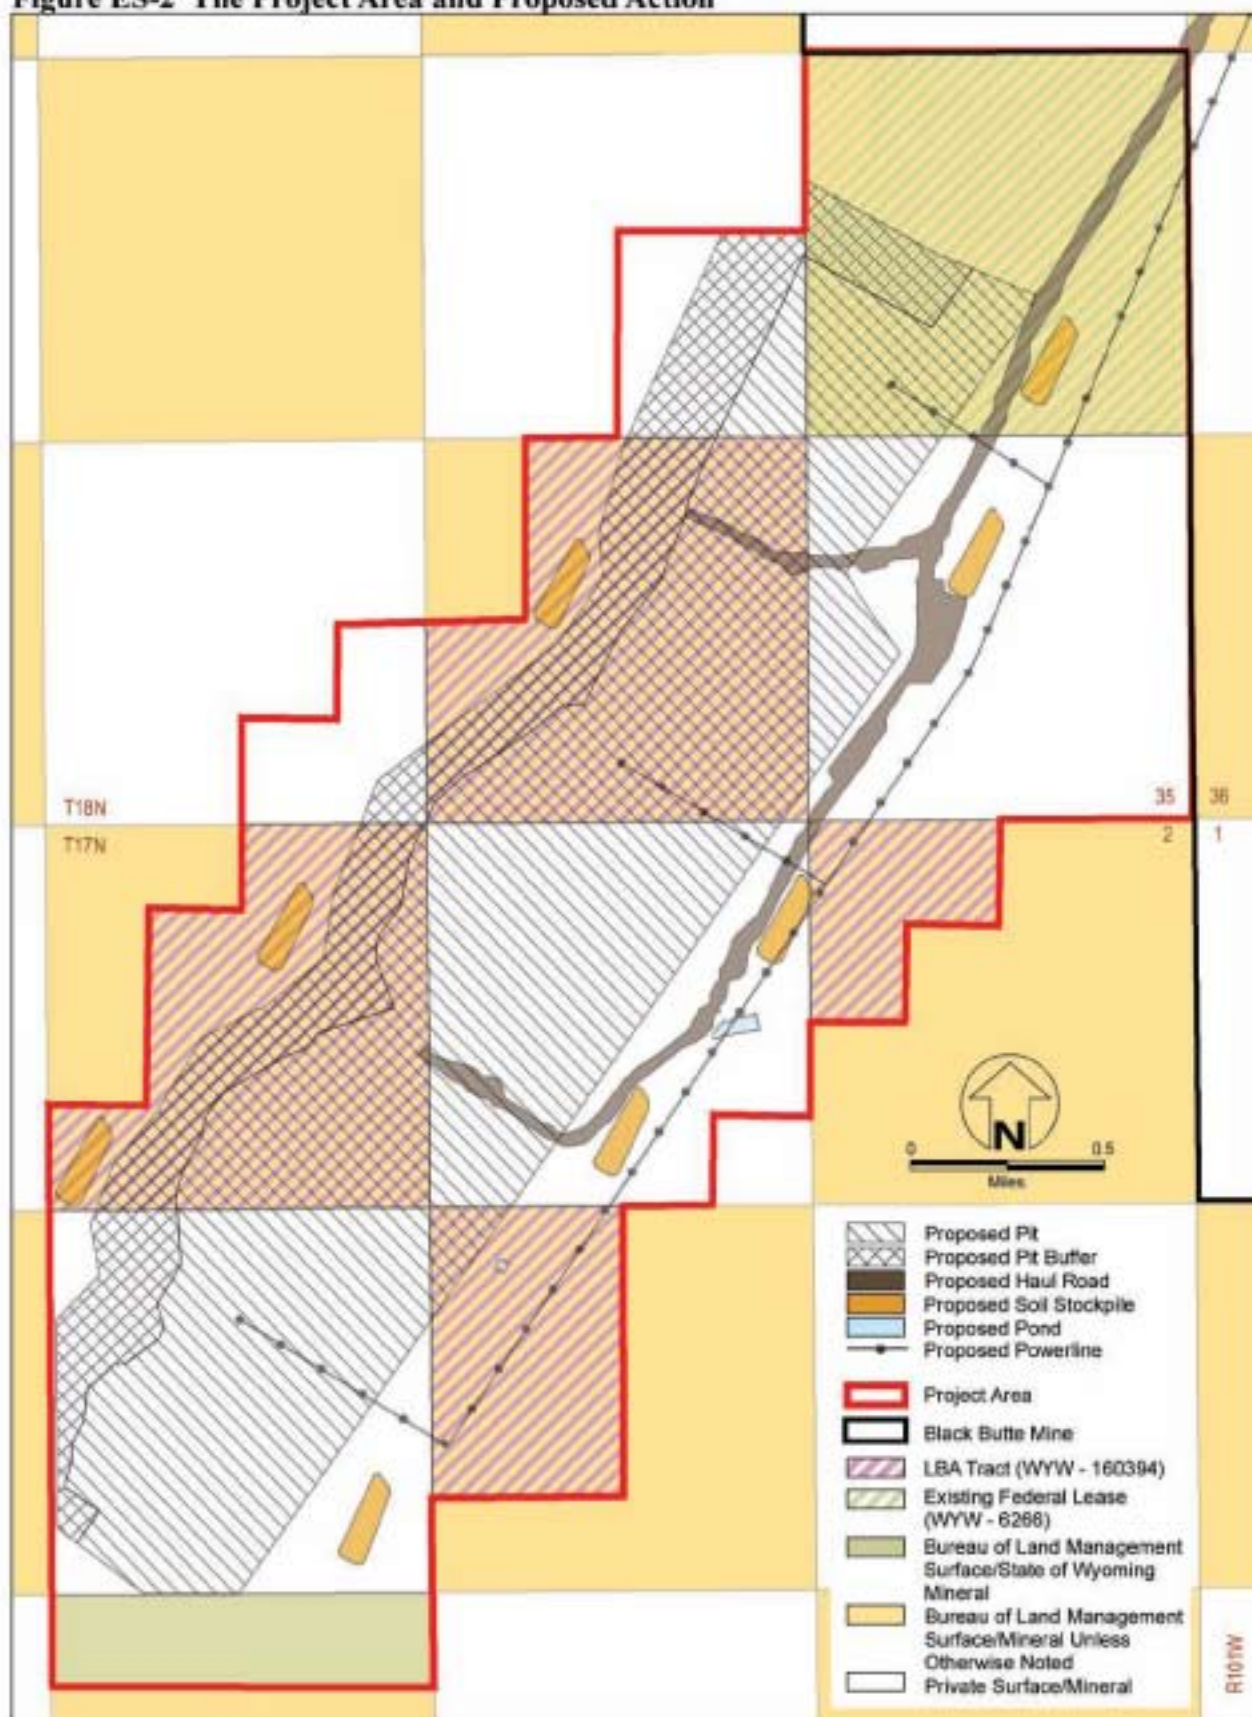 Figure ES-2 The Project Area and Proposed Action
T18N
T17N
35
36
2
1
N
0
0.5
Miles
Proposed Pit
Proposed Pit Buffer
Proposed Haul Road
Proposed Soil Stockpile
Proposed Pond
Proposed Powerline
Project Area
Black Butte Mine
LBA Tract (WYW - 160394)
Existing Federal Lease
(WYW - 6266)
Bureau of Land Management
Surface/State of Wyoming
Mineral
Bureau of Land Management
Surface/Mineral Unless
Otherwise Noted
Private Surface/Mineral
R101W